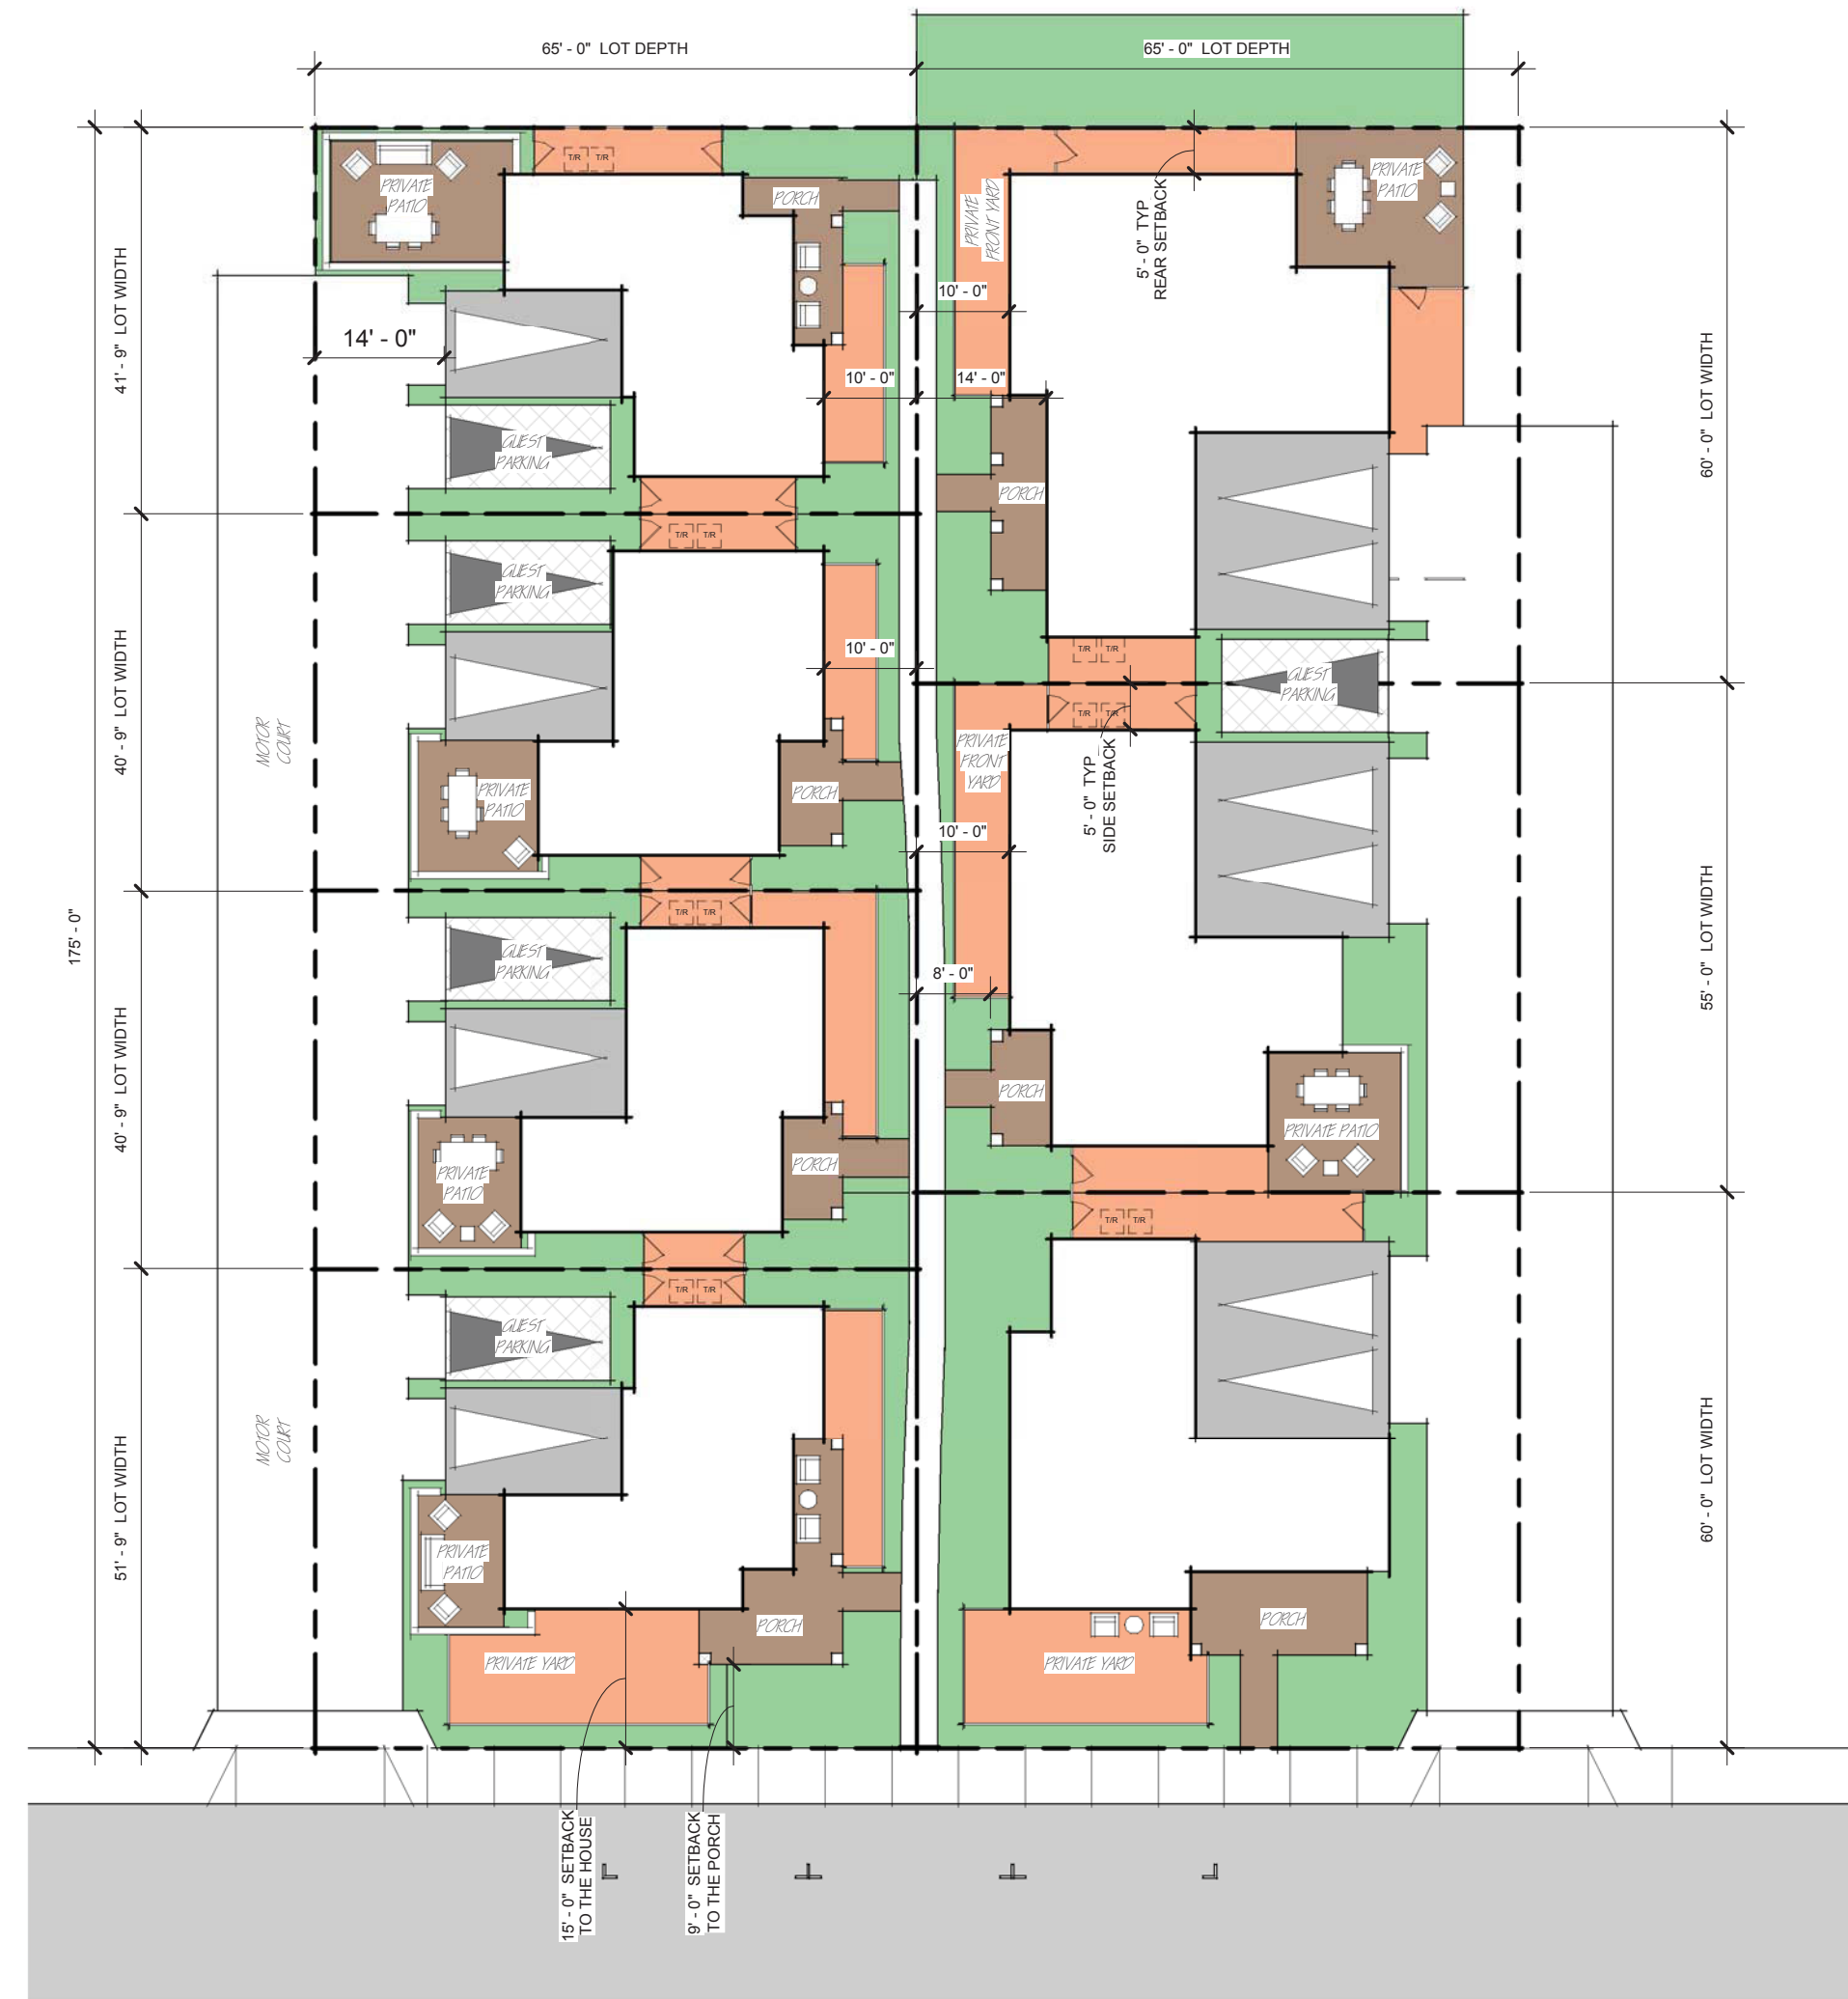 65' - 0" LOT DEPTH
65' - 0" LOT DEPTH
T/R T/R
PRIVATE
PATIO
PORCH
PRIVATE
FRONT YARD
5' - 0" TYP
REAR SETBACK
PRIVATE
PATIO
41' - 9" LOT WIDTH
14' - 0"
10' - 0"
10' - 0"
14' - 0"
60' - 0" LOT WIDTH
GUEST
PARKING
PORCH
T/R T/R
GUEST
PARKING
10' - 0"
T/R T/R
GUEST
PARKING
T/R T/R
40' - 9" LOT WIDTH
MOTOR
COURT
PRIVATE
PATIO
PORCH
PRIVATE
FRONT
YARD
5' - 0" TYP
SIDE SETBACK
10' - 0"
175' - 0"
T/R T/R
GUEST
PARKING
8' - 0"
55' - 0" LOT WIDTH
40' - 9" LOT WIDTH
PORCH
PRIVATE PATIO
PRIVATE
PATIO
PORCH
T/R T/R
T/R T/R
GUEST
PARKING
MOTOR
COURT
51' - 9" LOT WIDTH
60' - 0" LOT WIDTH
PRIVATE
PATIO
PORCH
PORCH
PRIVATE YARD
PRIVATE YARD
15' - 0" SETBACK
TO THE HOUSE
9' - 0" SETBACK
TO THE PORCH